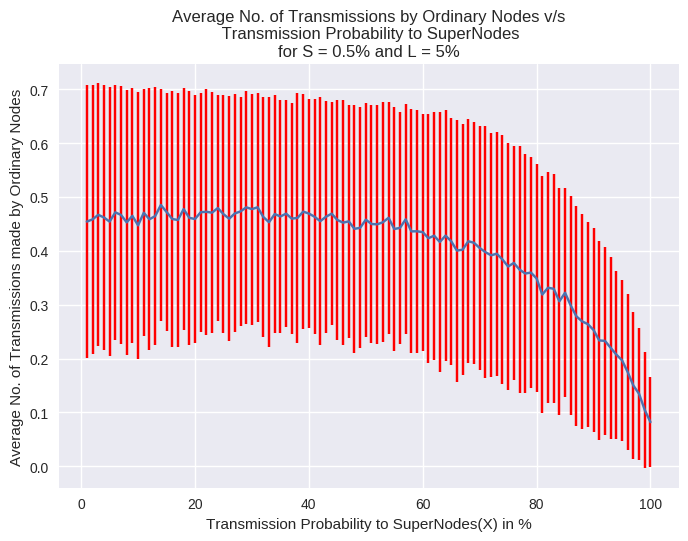 Average No. of Transmissions by Ordinary Nodes v/s
Transmission Probability to SuperNodes
for S = 0.5% and L = 5%
Average No. of Transmissions made by Ordinary Nodes
0.7
0.6
0.5
0.4
0.3
0.2
0.1
0.0
0 20 40 60 80 100
Transmission Probability to SuperNodes(X) in %